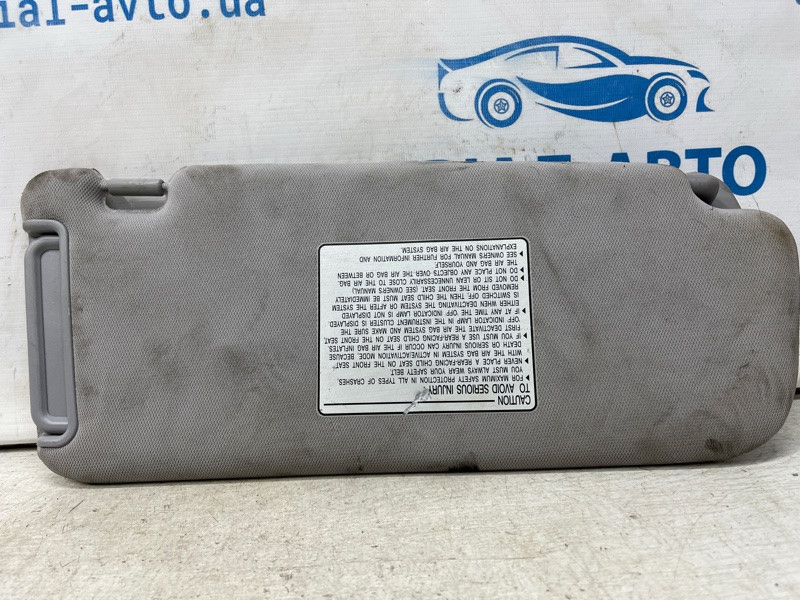 ial-avto.ua
DIAL-АВТО
CAUTION
TO AVOID SERIOUS INJURY
▶ FOR MAXIMUM SAFETY PROTECTION IN ALL TYPES OF CRASHES,
YOU MUST ALWAYS WEAR YOUR SAFETY BELT.
▶ NEVER PLACE A REAR-FACING CHILD SEAT ON THE FRONT SEAT
WITH THE AIR BAG SYSTEM IN ACTIVE/ACTIVATION MODE, BECAUSE
DEATH OR SERIOUS INJURY CAN OCCUR IF THE AIR BAG INFLATES.
▶ IF YOU MUST USE A REAR-FACING CHILD SEAT ON THE FRONT SEAT,
FIRST DEACTIVATE THE AIR BAG SYSTEM AND MAKE SURE THE
'OFF' INDICATOR LAMP IN THE INSTRUMENT CLUSTER IS DISPLAYED.
▶ IF AT ANY TIME THE 'OFF' INDICATOR LAMP IS NOT DISPLAYED
EITHER WHEN DEACTIVATING THE SYSTEM OR AFTER THE SYSTEM
IS SWITCHED OFF, THEN THE CHILD SEAT MUST BE IMMEDIATELY
REMOVED FROM THE FRONT SEAT. (SEE OWNERS MANUAL)
▶ DO NOT SIT OR LEAN UNNECESSARILY CLOSE TO THE AIR BAG
▶ DO NOT PLACE ANY OBJECTS OVER THE AIR BAG OR BETWEEN
THE AIR BAG AND YOURSELF.
▶ SEE OWNERS MANUAL FOR FURTHER INFORMATION AND
EXPLANATIONS ON THE AIR BAG SYSTEM